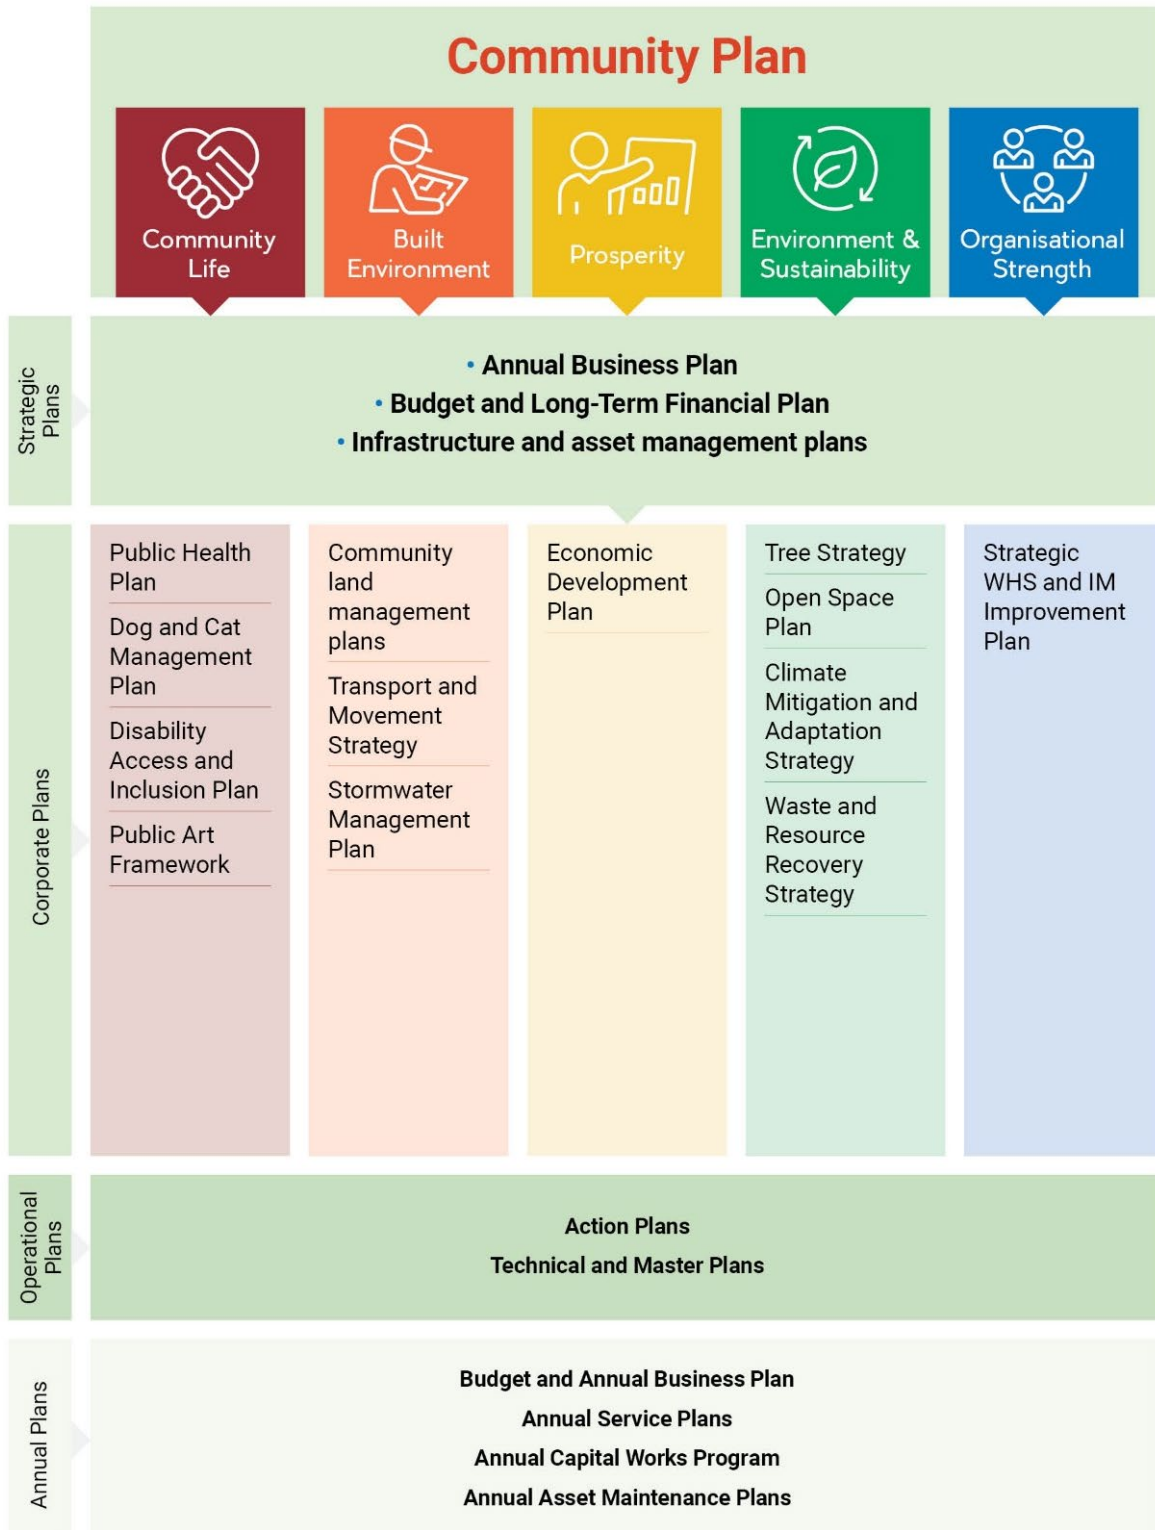 Community Plan
Community
Life
Built
Environment
Prosperity
Environment &
Sustainability
Organisational
Strength
Strategic
Plans
• Annual Business Plan
• Budget and Long-Term Financial Plan
• Infrastructure and asset management plans
Corporate Plans
Public Health
Plan
Dog and Cat
Management
Plan
Disability
Access and
Inclusion Plan
Public Art
Framework
Community
land
management
plans
Transport and
Movement
Strategy
Stormwater
Management
Plan
Economic
Development
Plan
Tree Strategy
Open Space
Plan
Climate
Mitigation and
Adaptation
Strategy
Waste and
Resource
Recovery
Strategy
Strategic
WHS and IM
Improvement
Plan
Operational
Plans
Action Plans
Technical and Master Plans
Annual Plans
Budget and Annual Business Plan
Annual Service Plans
Annual Capital Works Program
Annual Asset Maintenance Plans